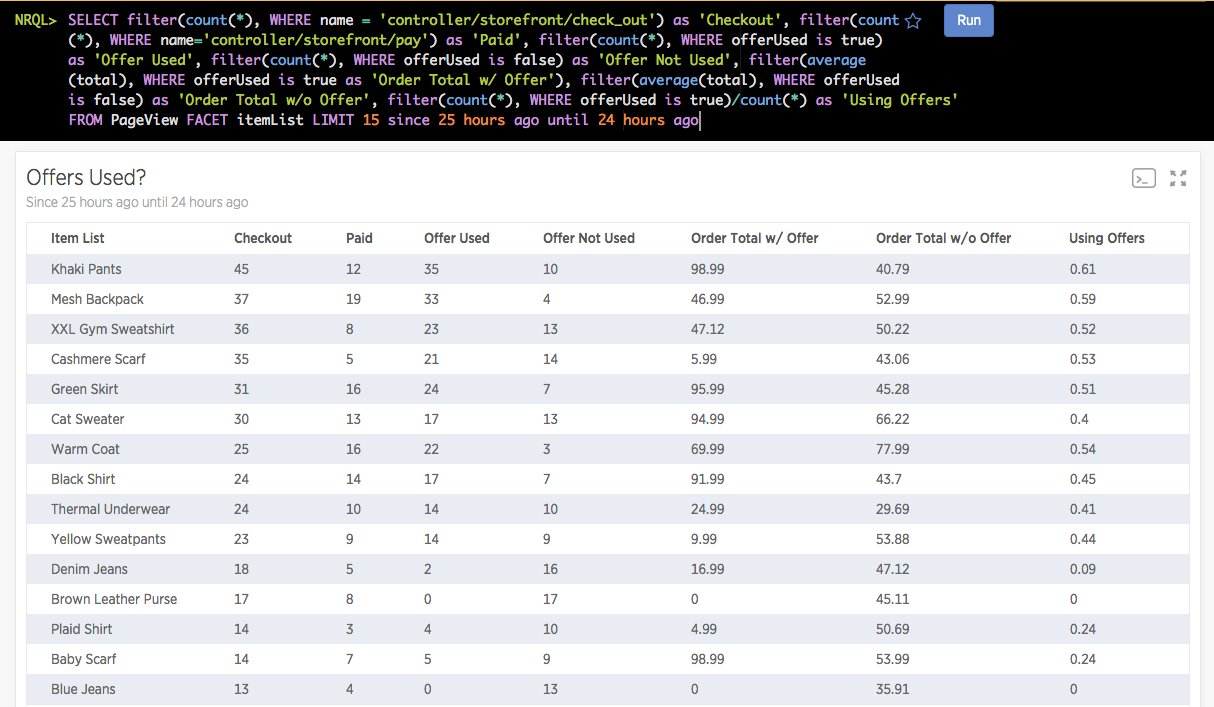 NRQL> SELECT filter(count(*), WHERE name = 'controller/storefront/check_out') as 'Checkout', filter(count
(*), WHERE name='controller/storefront/pay') as 'Paid', filter(count(*), WHERE offerUsed is true)
as 'Offer Used', filter(count(*), WHERE offerUsed is false) as 'Offer Not Used', filter(average
(total), WHERE offerUsed is true as 'Order Total w/ Offer'), filter(average(total), WHERE offerUsed
is false) as 'Order Total w/o Offer', filter(count(*), WHERE offerUsed is true)/count(*) as 'Using Offers'
FROM PageView FACET itemList LIMIT 15 since 25 hours ago until 24 hours ago
Run
Offers Used?
Since 25 hours ago until 24 hours ago
Item List Checkout Paid Offer Used Offer Not Used Order Total w/ Offer Order Total w/o Offer Using Offers
Khaki Pants 45 12 35 10 98.99 40.79 0.61
Mesh Backpack 37 19 33 4 46.99 52.99 0.59
XXL Gym Sweatshirt 36 8 23 13 47.12 50.22 0.52
Cashmere Scarf 35 5 21 14 5.99 43.06 0.53
Green Skirt 31 16 24 7 95.99 45.28 0.51
Cat Sweater 30 13 17 13 94.99 66.22 0.4
Warm Coat 25 16 22 3 69.99 77.99 0.54
Black Shirt 24 14 17 7 91.99 43.7 0.45
Thermal Underwear 24 10 14 10 24.99 29.69 0.41
Yellow Sweatpants 23 9 14 9 9.99 53.88 0.44
Denim Jeans 18 5 2 16 16.99 47.12 0.09
Brown Leather Purse 17 8 0 17 0 45.11 0
Plaid Shirt 14 3 4 10 4.99 50.69 0.24
Baby Scarf 14 7 5 9 98.99 53.99 0.24
Blue Jeans 13 4 0 13 0 35.91 0